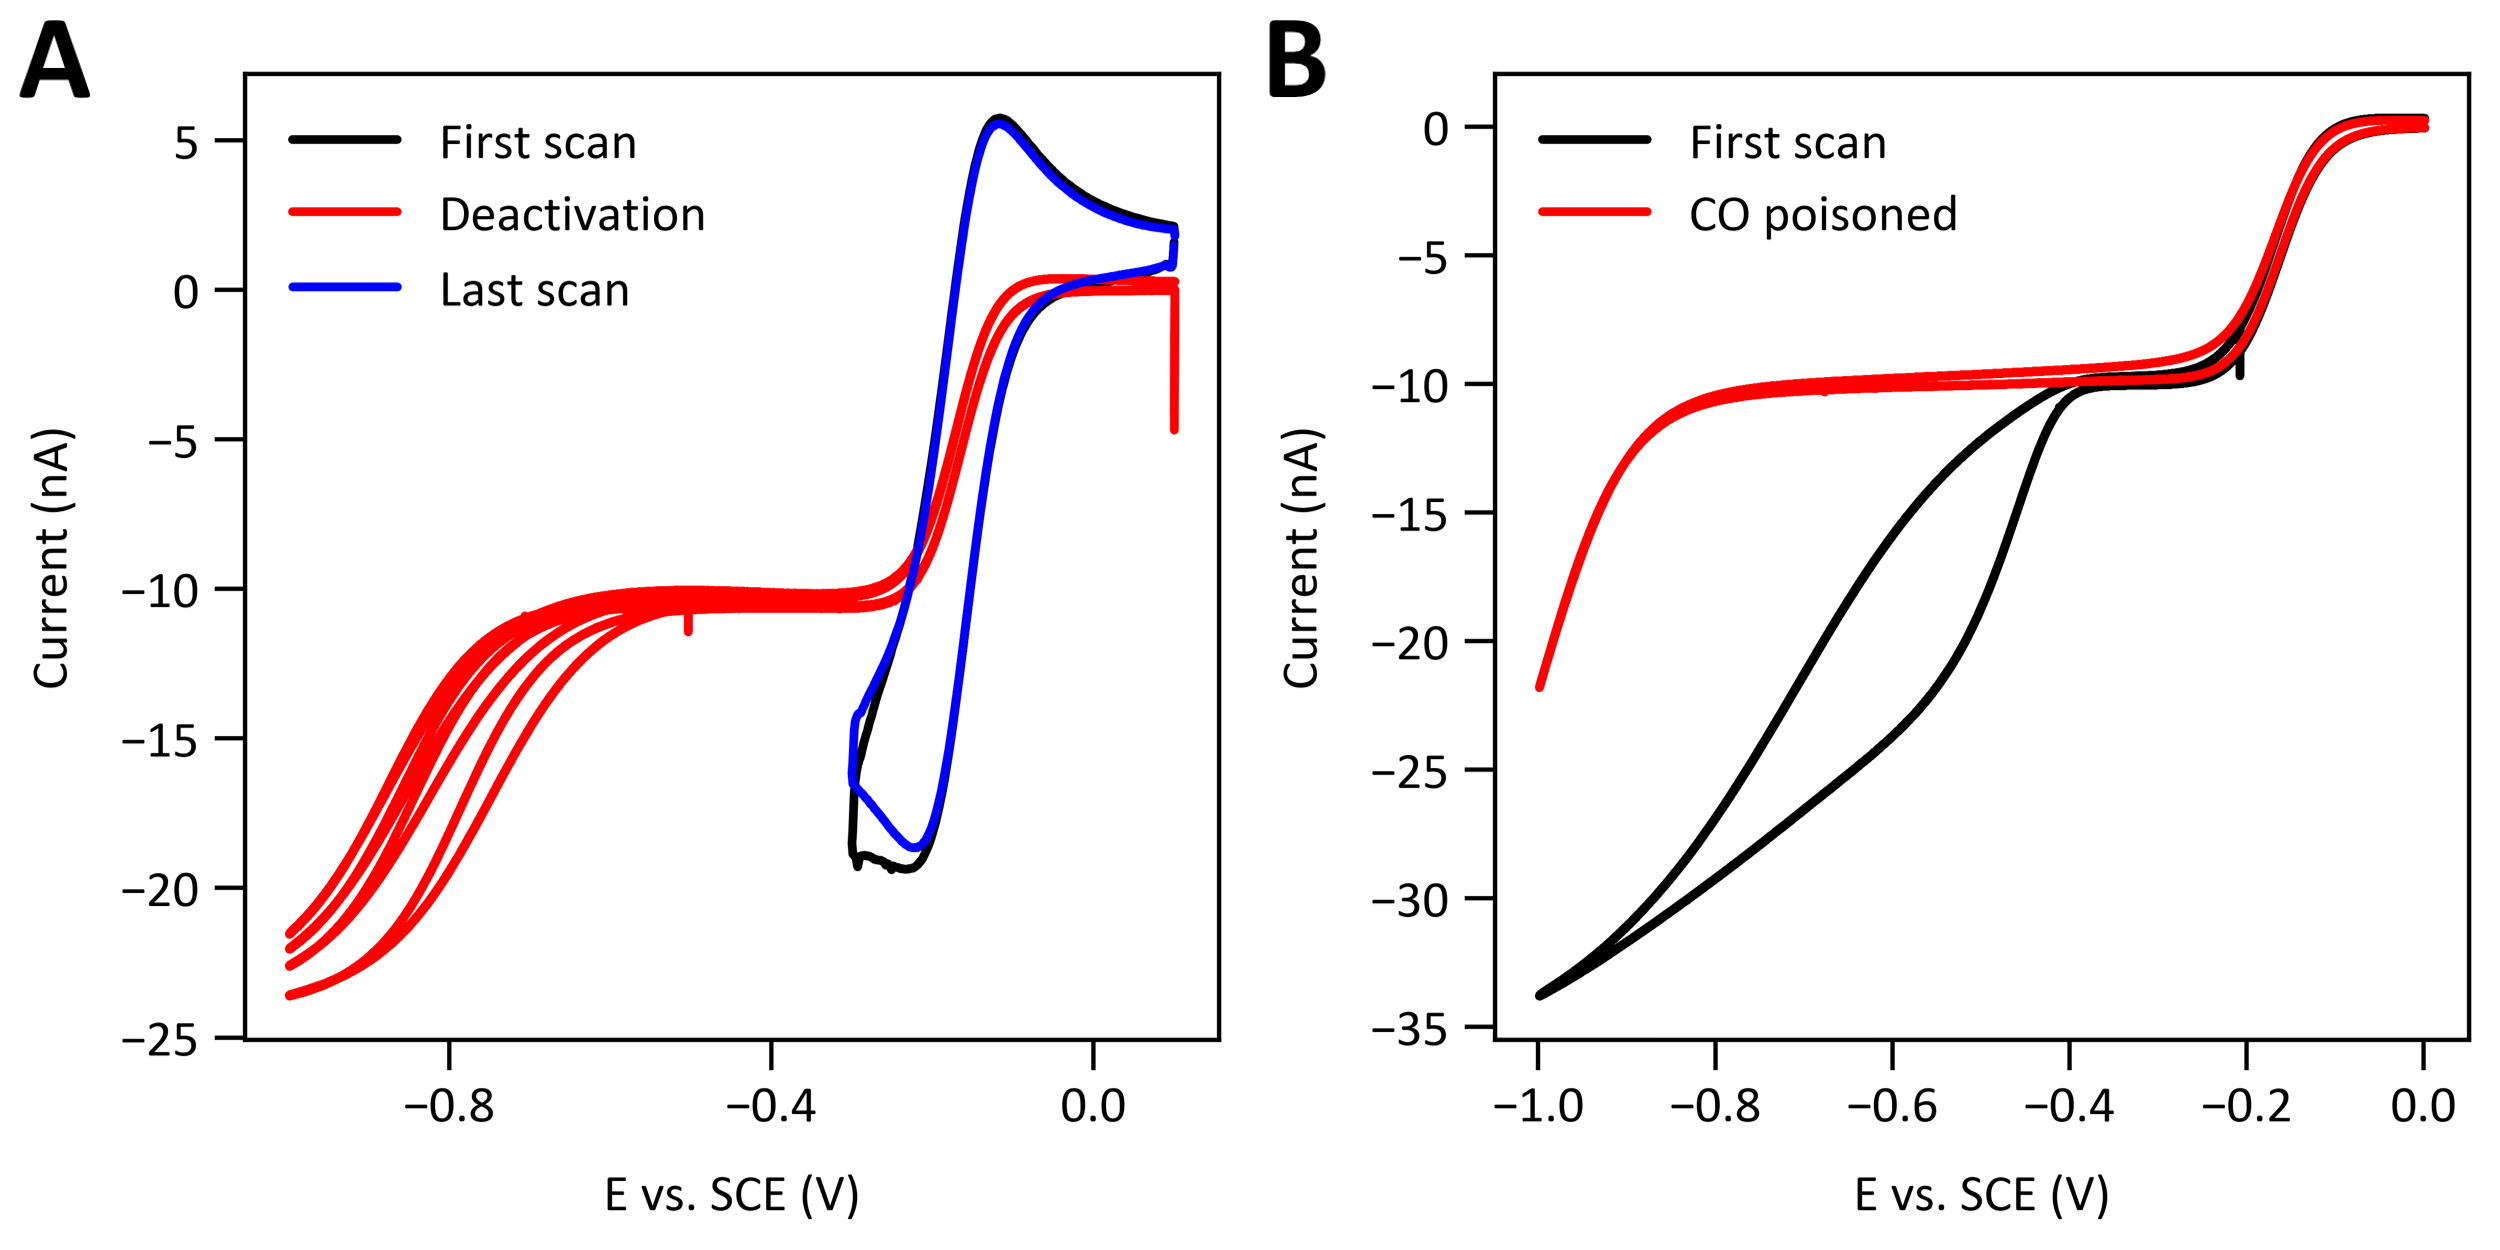 A
First scan
Deactivation
Last scan
5
0
−5
−10
−15
−20
−25
Current (nA)
−0.8
−0.4
0.0
E vs. SCE (V)
B
First scan
CO poisoned
0
−5
−10
−15
−20
−25
−30
−35
Current (nA)
−1.0
−0.8
−0.6
−0.4
−0.2
0.0
E vs. SCE (V)